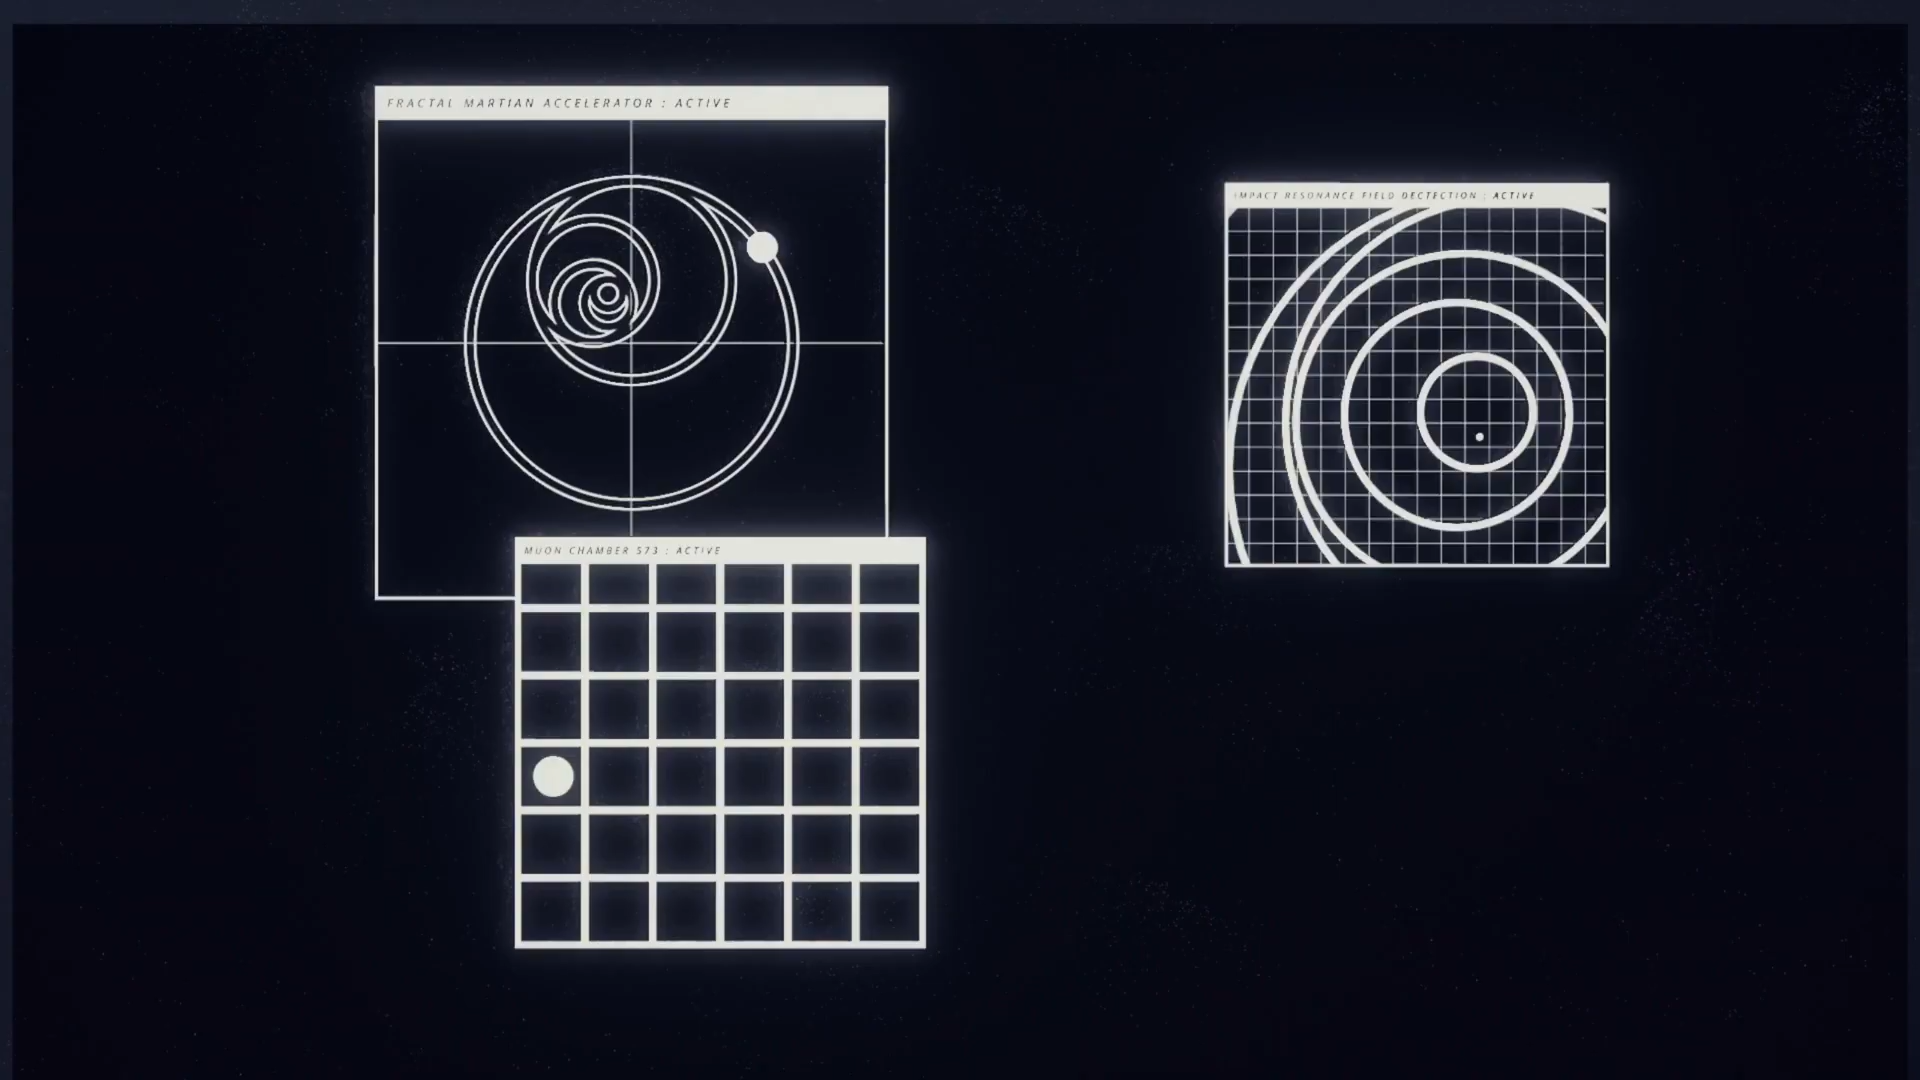 FRACTAL MARTIAN ACCELERATOR : ACTIVE
IMPACT RESONANCE FIELD DECTECTION : ACTIVE
MUON CHAMBER 573 : ACTIVE